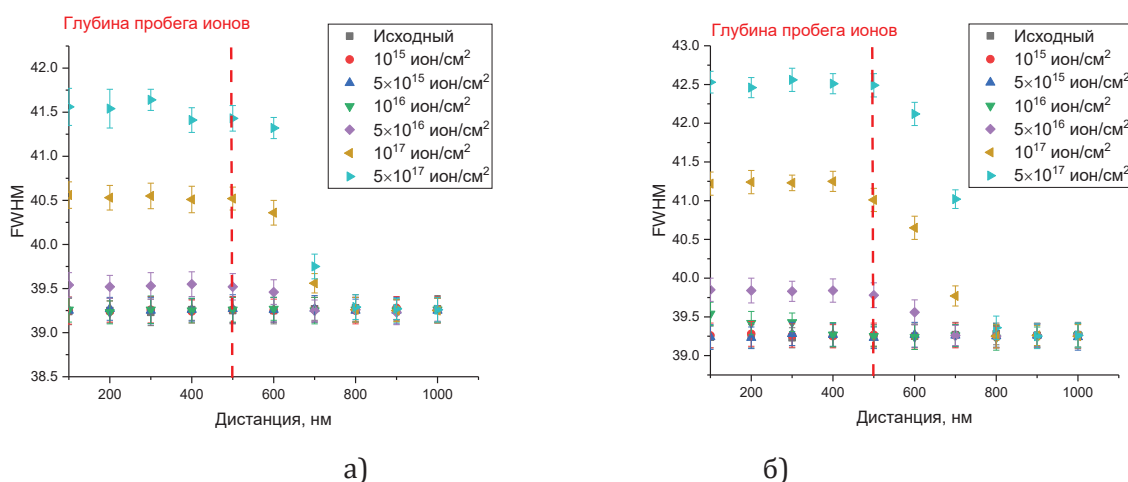 Глубина пробега ионов
Исходный
10¹⁵ ион/см²
5×10¹⁵ ион/см²
10¹⁶ ион/см²
5×10¹⁶ ион/см²
10¹⁷ ион/см²
5×10¹⁷ ион/см²
42.0
41.5
41.0
40.5
40.0
39.5
39.0
38.5
FWHM
200 400 600 800 1000
Дистанция, нм
а)
Глубина пробега ионов
Исходный
10¹⁵ ион/см²
5×10¹⁵ ион/см²
10¹⁶ ион/см²
5×10¹⁶ ион/см²
10¹⁷ ион/см²
5×10¹⁷ ион/см²
43.0
42.5
42.0
41.5
41.0
40.5
40.0
39.5
39.0
FWHM
200 400 600 800 1000
Дистанция, нм
б)